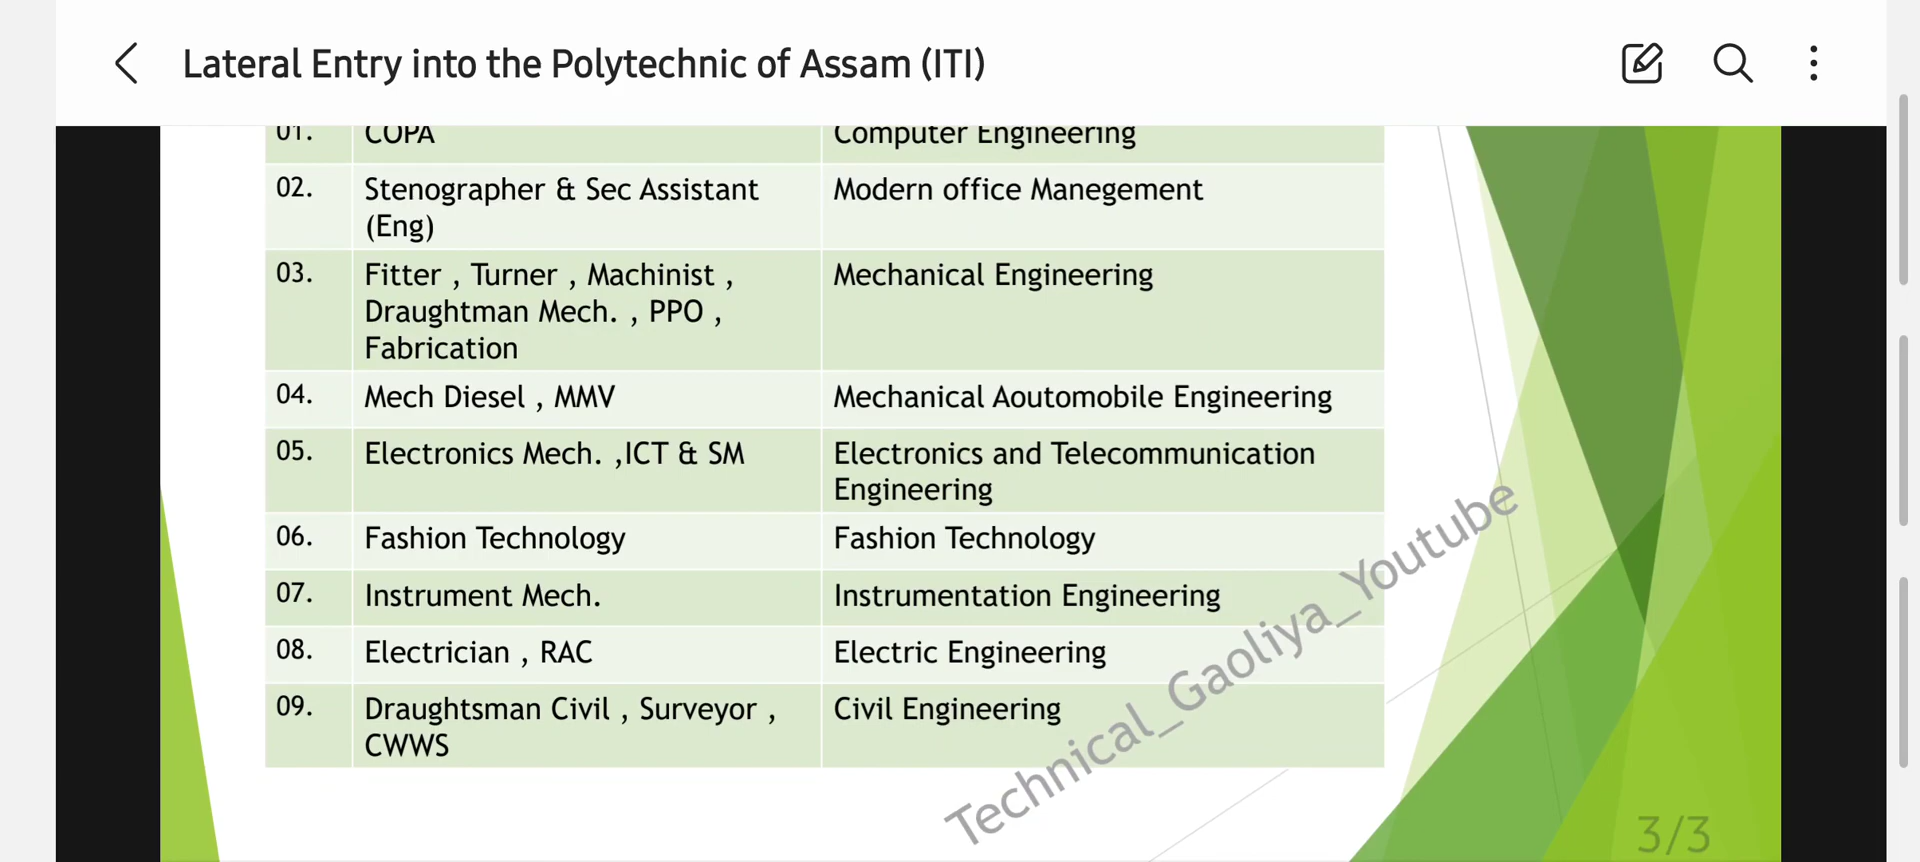 Lateral Entry into the Polytechnic of Assam (ITI)
01. COPA Computer Engineering
02. Stenographer & Sec Assistant Modern office Manegement
(Eng)
03. Fitter , Turner , Machinist , Mechanical Engineering
Draughtman Mech. , PPO ,
Fabrication
04. Mech Diesel , MMV Mechanical Aoutomobile Engineering
05. Electronics Mech. ,ICT & SM Electronics and Telecommunication
Engineering
06. Fashion Technology Fashion Technology
07. Instrument Mech. Instrumentation Engineering
08. Electrician , RAC Electric Engineering
09. Draughtsman Civil , Surveyor , Civil Engineering
CWWS
Technical_Gaoliya_Youtube
3/3